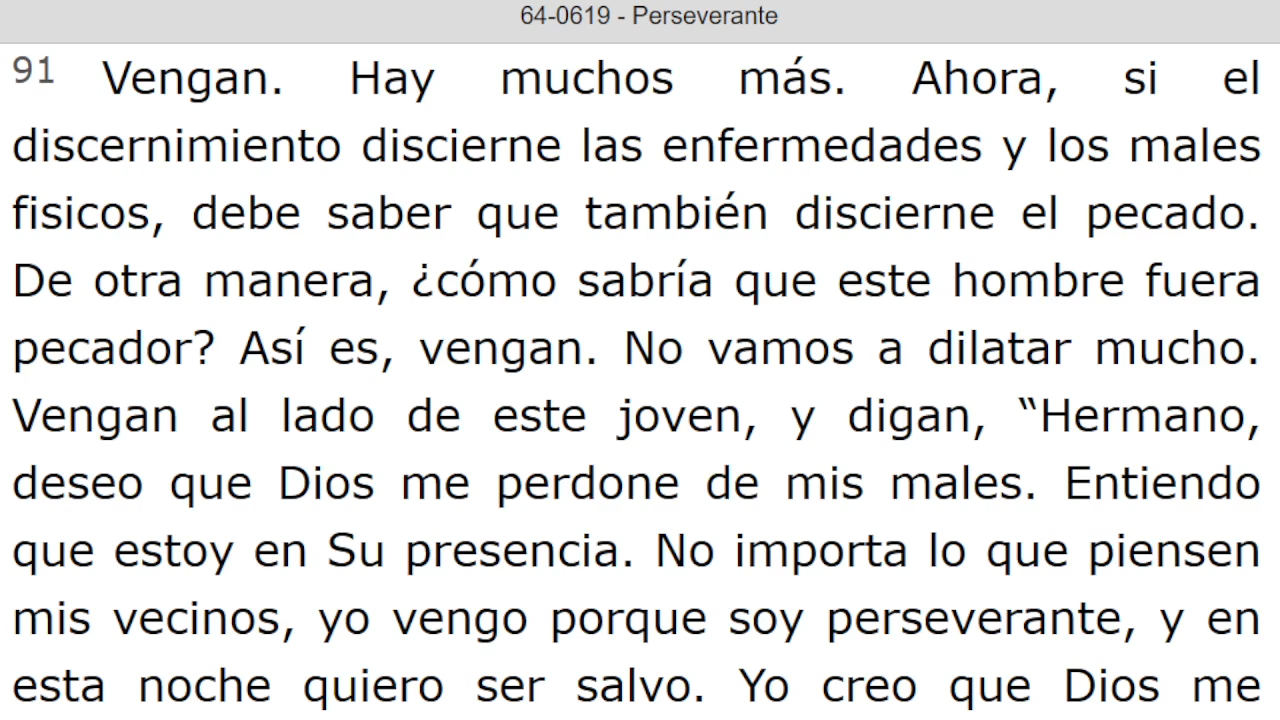 64-0619 - Perseverante
91 Vengan. Hay muchos más. Ahora, si el
discernimiento discierne las enfermedades y los males
fisicos, debe saber que también discierne el pecado.
De otra manera, ¿cómo sabría que este hombre fuera
pecador? Así es, vengan. No vamos a dilatar mucho.
Vengan al lado de este joven, y digan, “Hermano,
deseo que Dios me perdone de mis males. Entiendo
que estoy en Su presencia. No importa lo que piensen
mis vecinos, yo vengo porque soy perseverante, y en
esta noche quiero ser salvo. Yo creo que Dios me